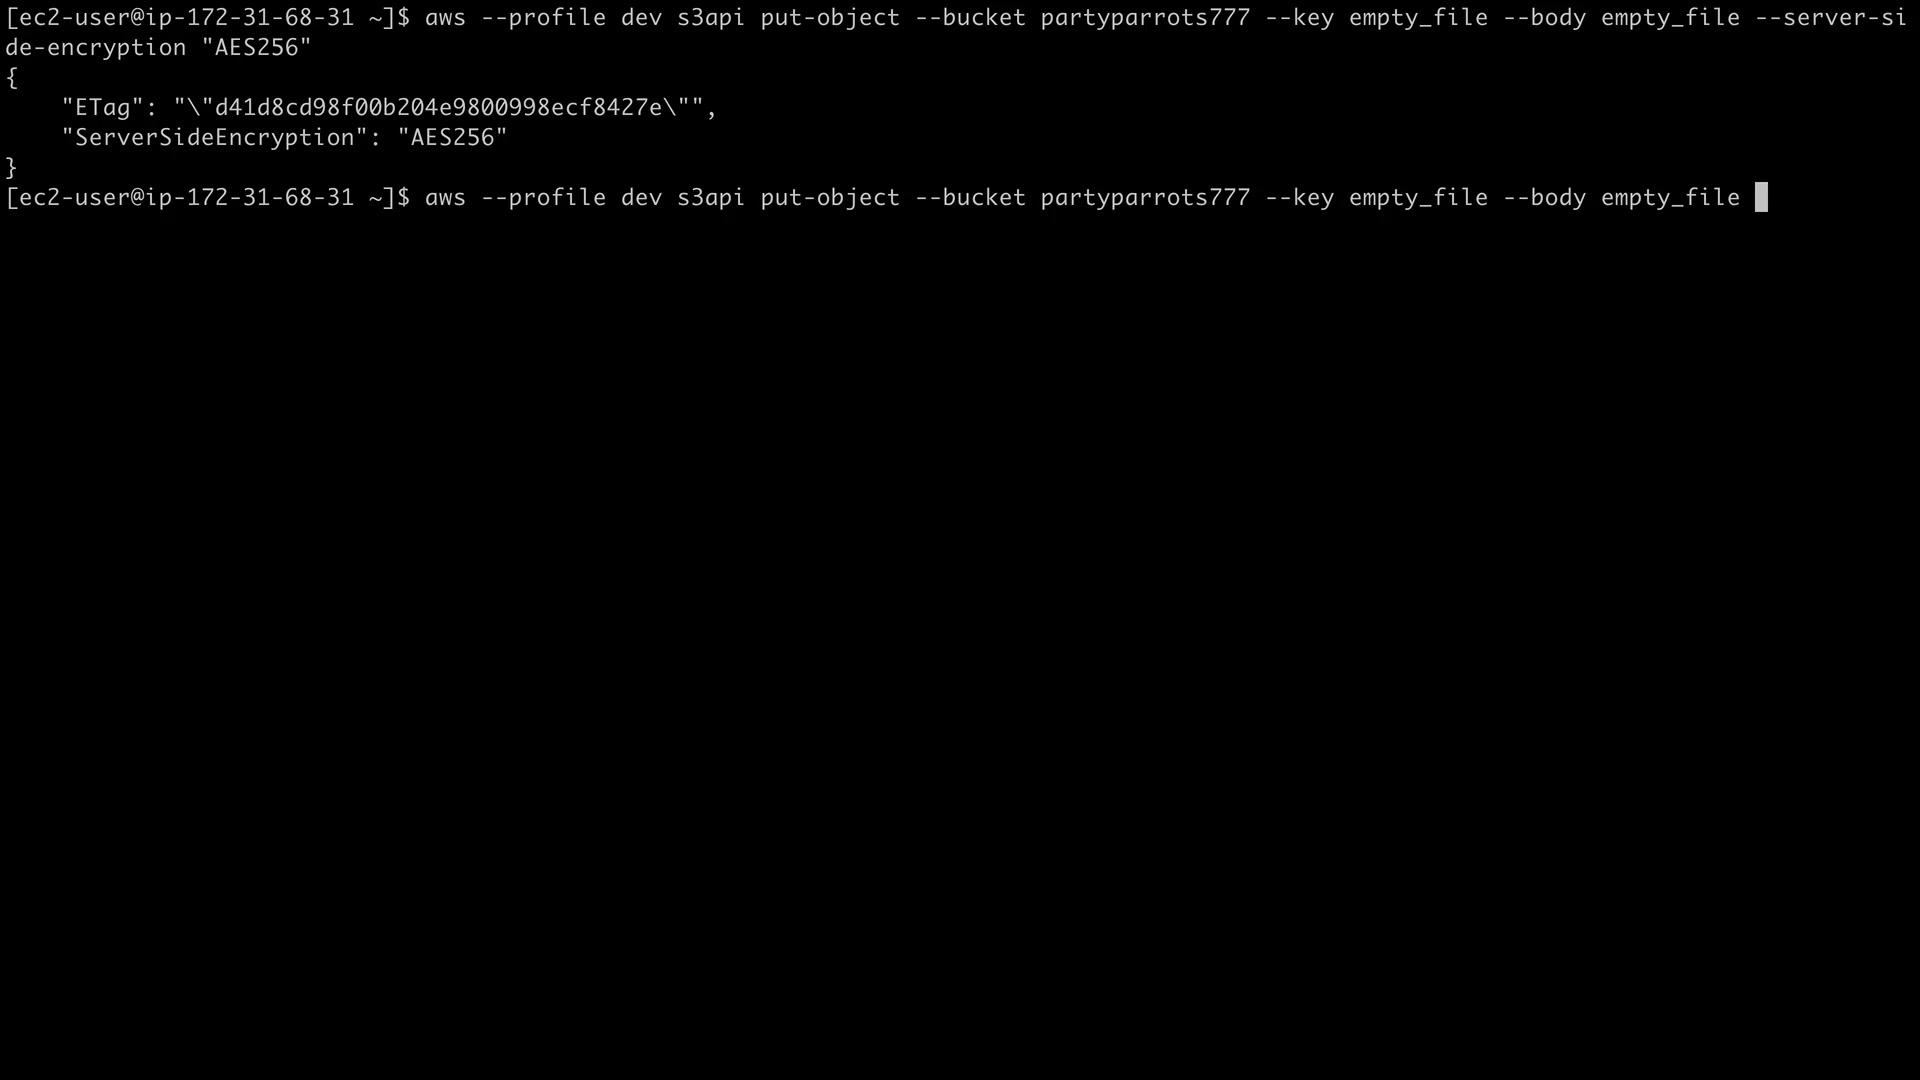 [ec2-user@ip-172-31-68-31 ~]$ aws --profile dev s3api put-object --bucket partyparrots777 --key empty_file --body empty_file --server-si
de-encryption "AES256"
{
    "ETag": "\"d41d8cd98f00b204e9800998ecf8427e\"",
    "ServerSideEncryption": "AES256"
}
[ec2-user@ip-172-31-68-31 ~]$ aws --profile dev s3api put-object --bucket partyparrots777 --key empty_file --body empty_file